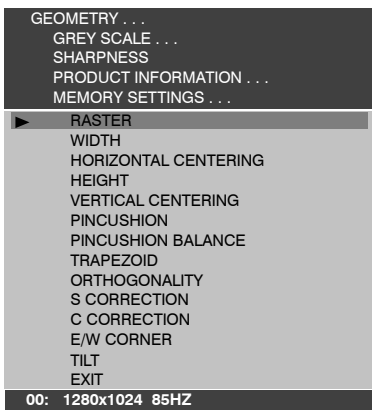 GEOMETRY . . .
GREY SCALE . . .
SHARPNESS
PRODUCT INFORMATION . . .
MEMORY SETTINGS . . .
RASTER
WIDTH
HORIZONTAL CENTERING
HEIGHT
VERTICAL CENTERING
PINCUSHION
PINCUSHION BALANCE
TRAPEZOID
ORTHOGONALITY
S CORRECTION
C CORRECTION
E/W CORNER
TILT
EXIT
00: 1280x1024 85HZ